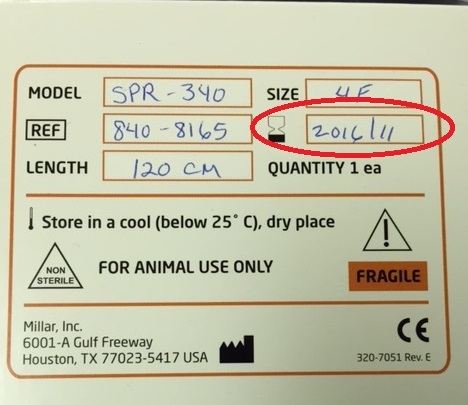 MODEL SPR-340 SIZE 4F
REF 840-8165 2016/11
LENGTH 120 CM QUANTITY 1 ea
Store in a cool (below 25° C), dry place
NON
STERILE
FOR ANIMAL USE ONLY
!
FRAGILE
Millar, Inc.
6001-A Gulf Freeway
Houston, TX 77023-5417 USA
CE
320-7051 Rev. E